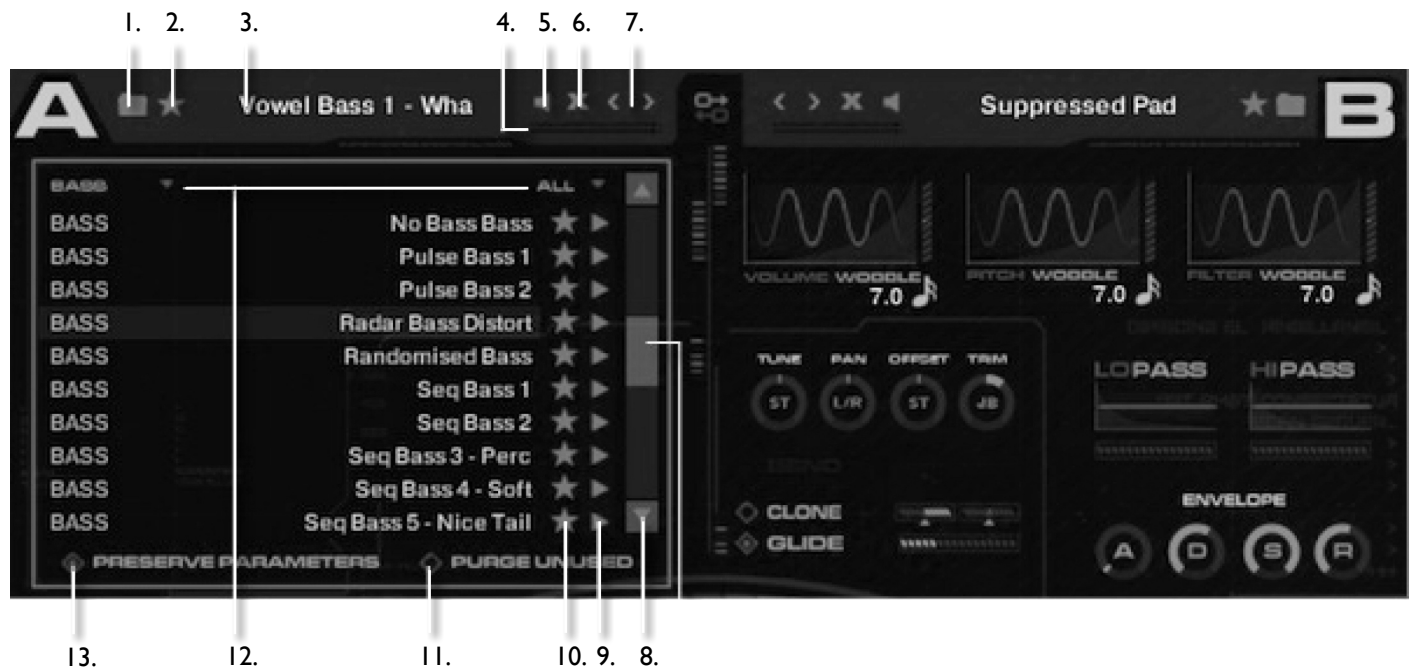 1. 2. 3. 4. 5. 6. 7.
A Vowel Bass 1 - Wha Suppressed Pad B
BASS ALL
BASS No Bass Bass
BASS Pulse Bass 1
BASS Pulse Bass 2
BASS Radar Bass Distort
BASS Randomised Bass
BASS Seq Bass 1
BASS Seq Bass 2
BASS Seq Bass 3 - Perc
BASS Seq Bass 4 - Soft
BASS Seq Bass 5 - Nice Tail
PRESERVE PARAMETERS PURGE UNUSED
VOLUME WOBBLE PITCH WOBBLE FILTER WOBBLE
7.0 7.0 7.0
TUNE PAN OFFSET TRIM
ST L/R ST dB
LOPASS HIPASS
BEND
CLONE
GLIDE
ENVELOPE
A D S R
13. 12. 11. 10. 9. 8.